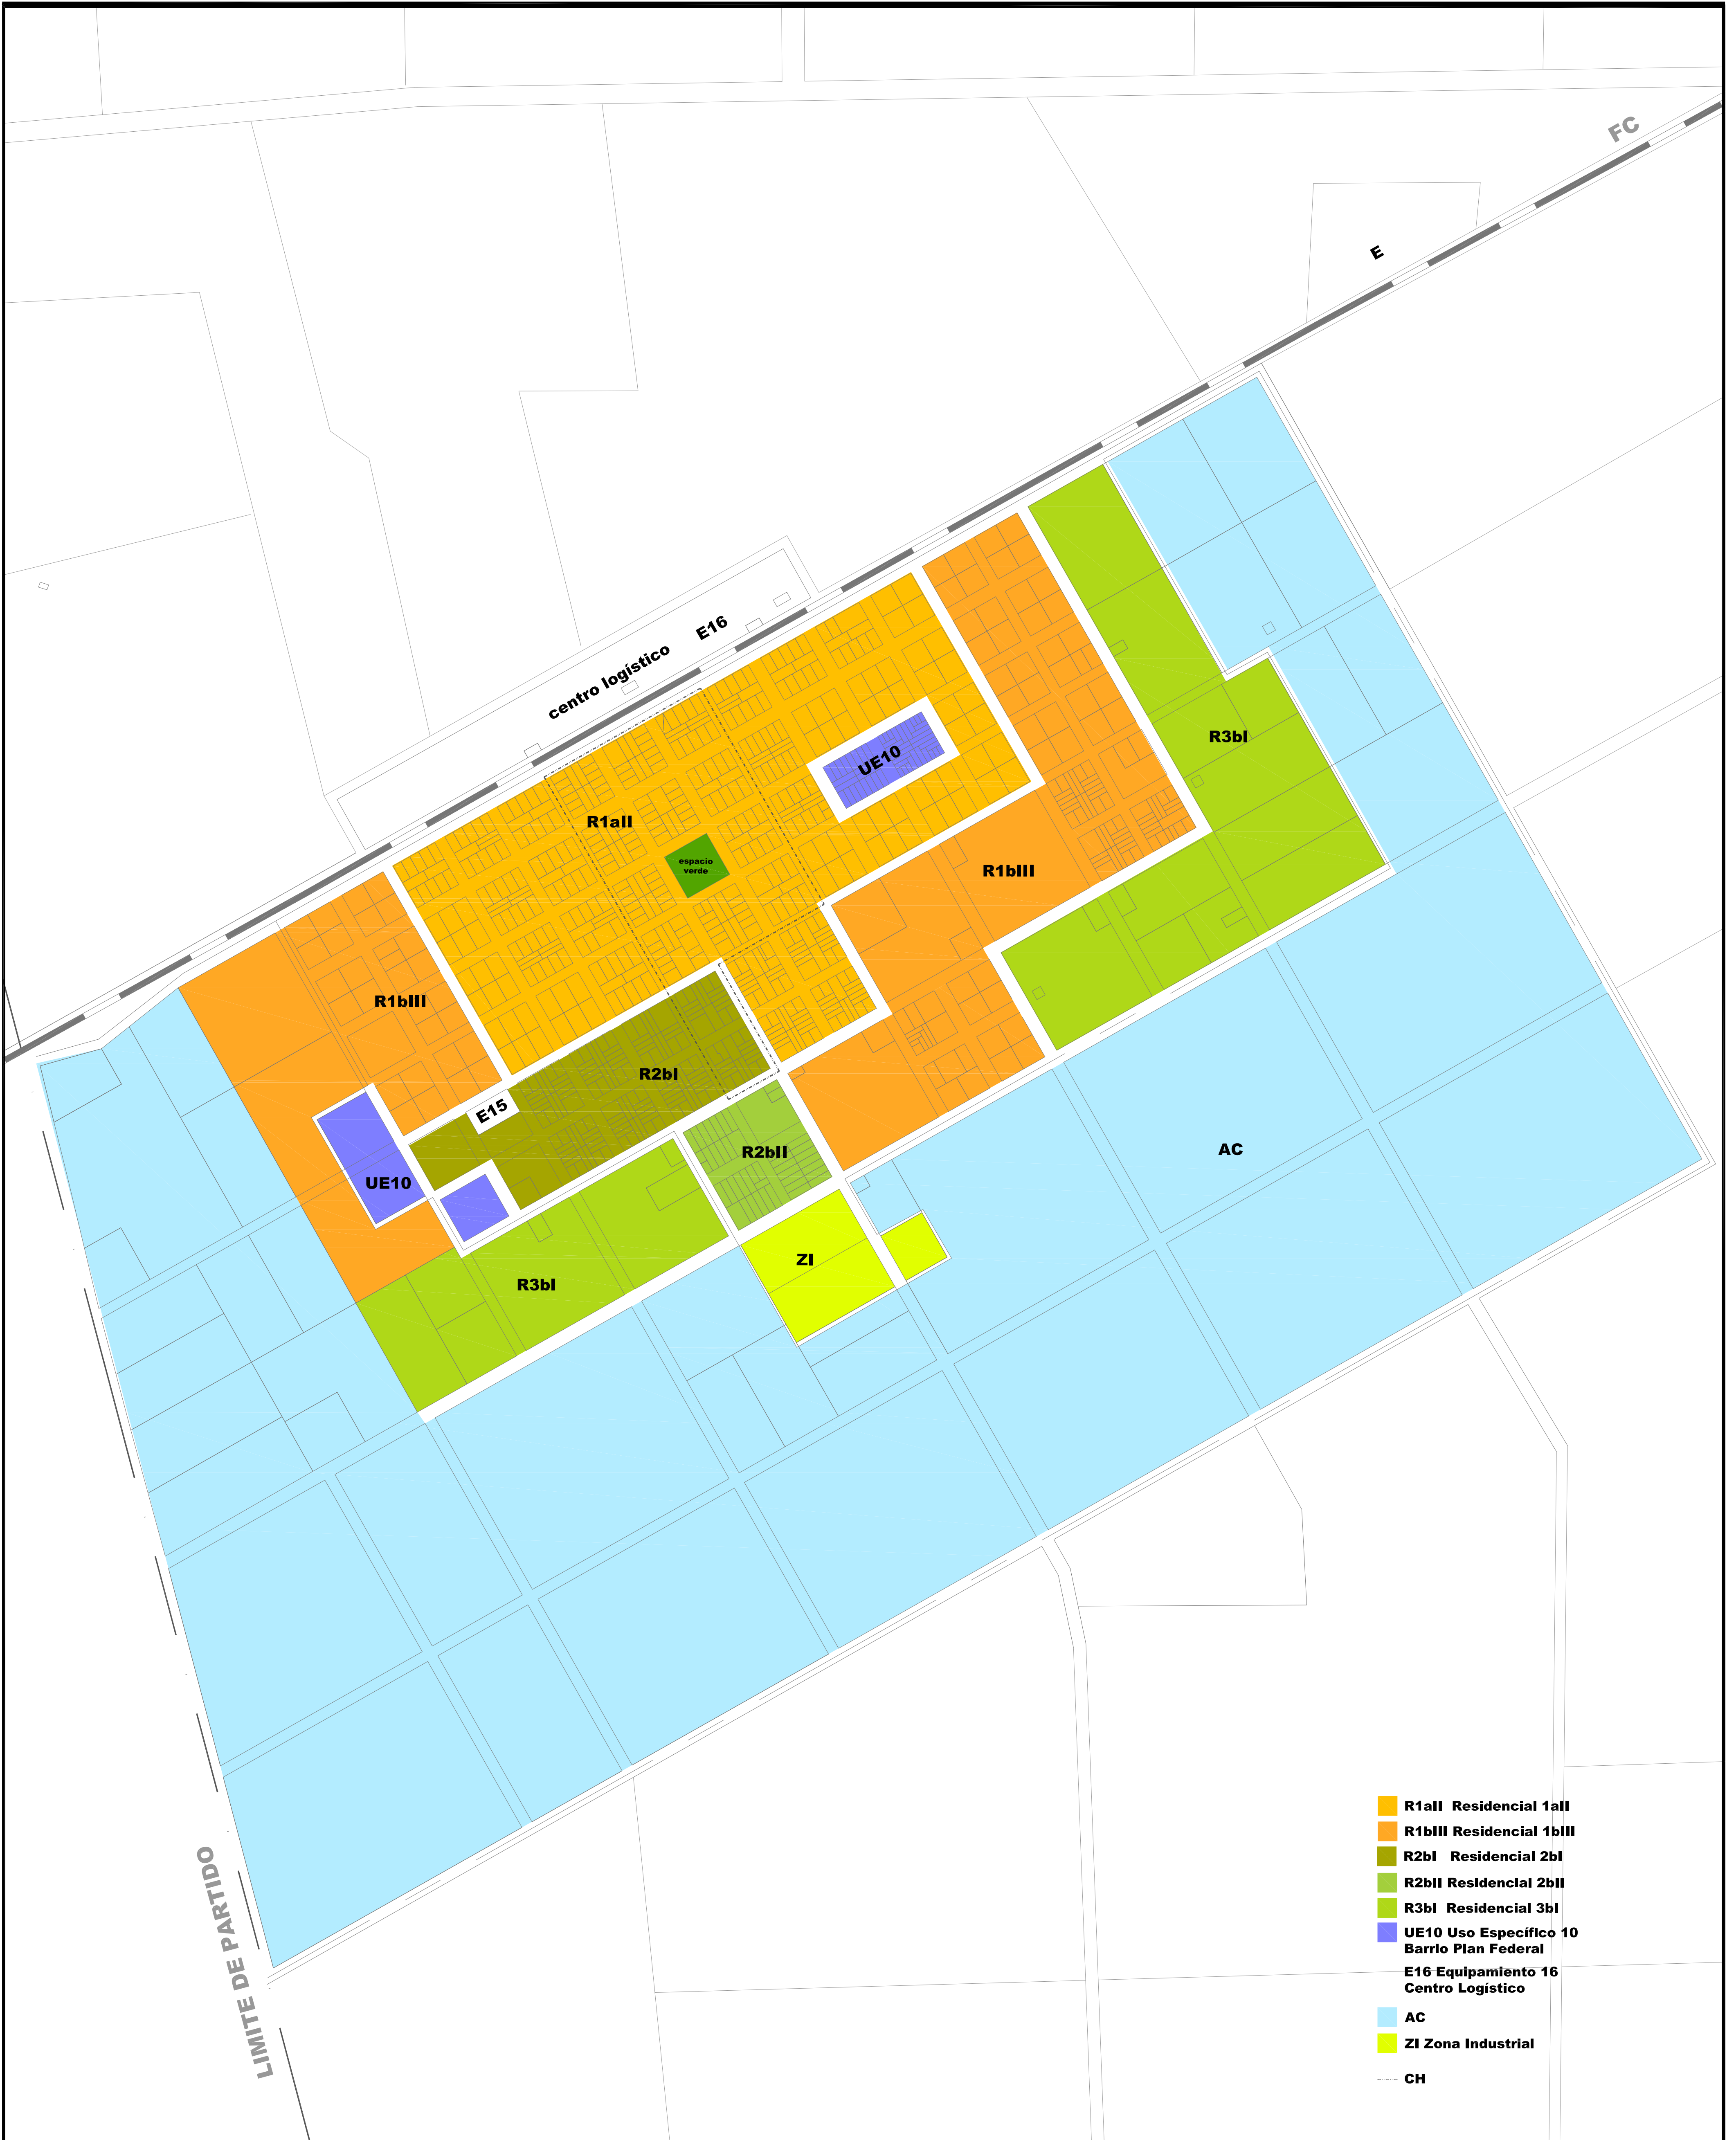 FC
E
E16
centro logístico
UE10
R3bI
R1aII
espacio
verde
R1bIII
R1bIII
R2bI
E15
R2bII
AC
UE10
ZI
R3bI
R1aII Residencial 1aII
R1bIII Residencial 1bIII
R2bI Residencial 2bI
R2bII Residencial 2bII
R3bI Residencial 3bI
UE10 Uso Específico 10
Barrio Plan Federal
E16 Equipamiento 16
Centro Logístico
AC
ZI Zona Industrial
CH
LIMITE DE PARTIDO